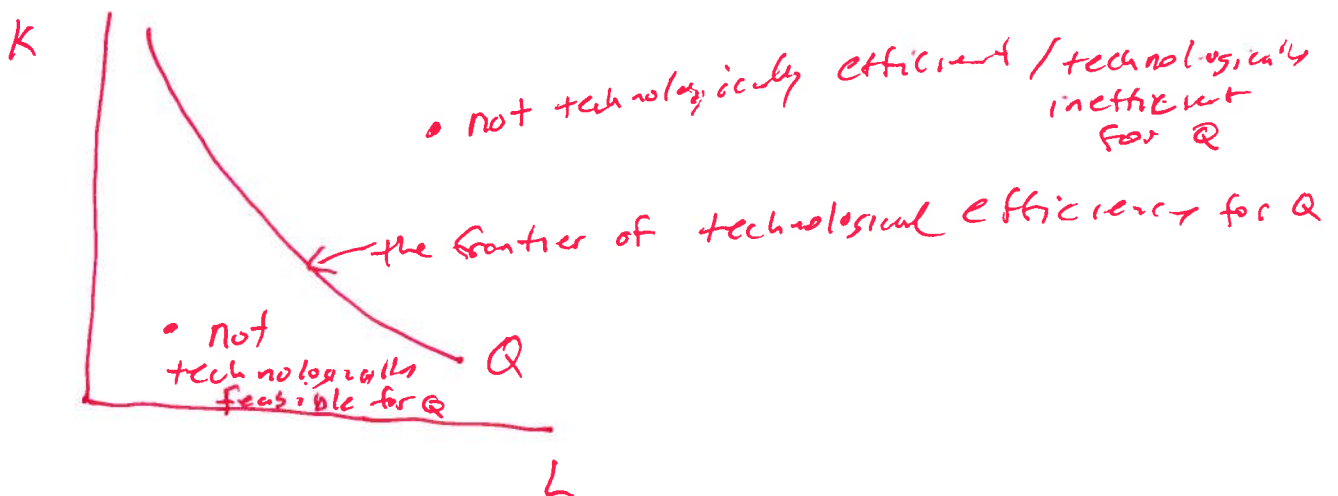 K
• not technologically efficient / technologically
inefficient
for Q
the frontier of technological efficiency for Q
• not
technologically
feasible for Q
Q
L